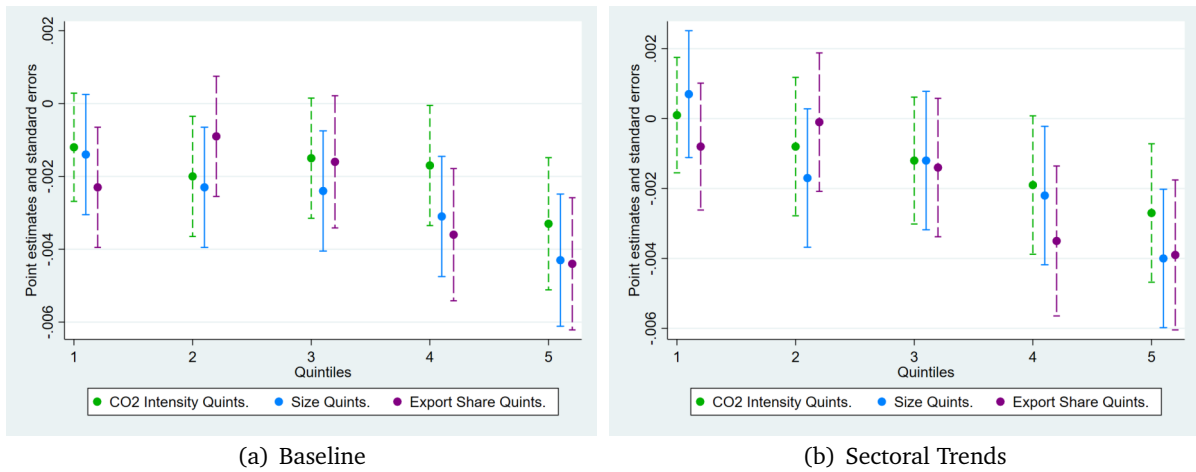 Point estimates and standard errors
.002
0
-.002
-.004
-.006
1 2 3 4 5
Quintiles
CO2 Intensity Quints. Size Quints. Export Share Quints.
(a) Baseline
Point estimates and standard errors
.002
0
-.002
-.004
-.006
1 2 3 4 5
Quintiles
CO2 Intensity Quints. Size Quints. Export Share Quints.
(b) Sectoral Trends